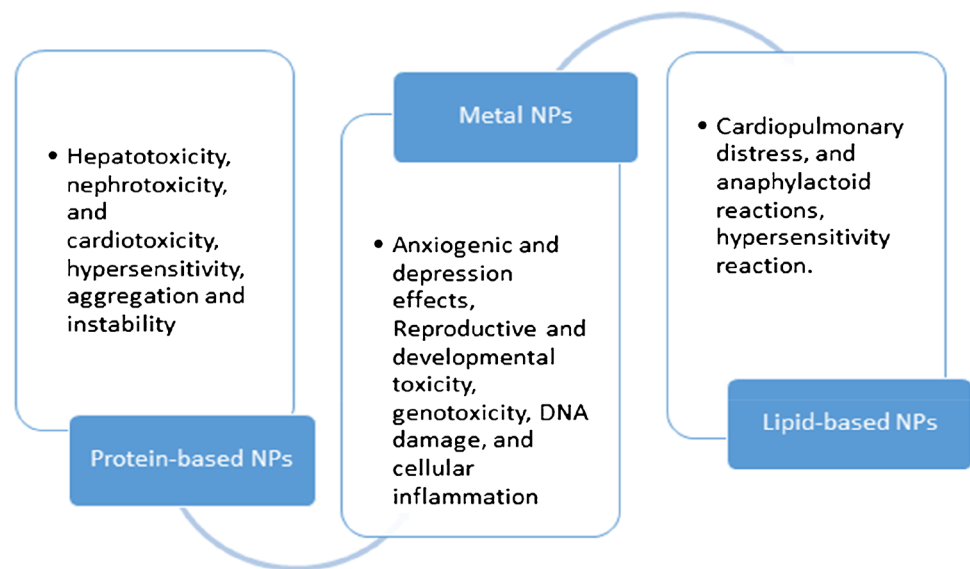 • Hepatotoxicity,
nephrotoxicity,
and
cardiotoxicity,
hypersensitivity,
aggregation and
instability
Protein-based NPs
Metal NPs
• Anxiogenic and
depression
effects,
Reproductive and
developmental
toxicity,
genotoxicity, DNA
damage, and
cellular
inflammation
• Cardiopulmonary
distress, and
anaphylactoid
reactions,
hypersensitivity
reaction.
Lipid-based NPs